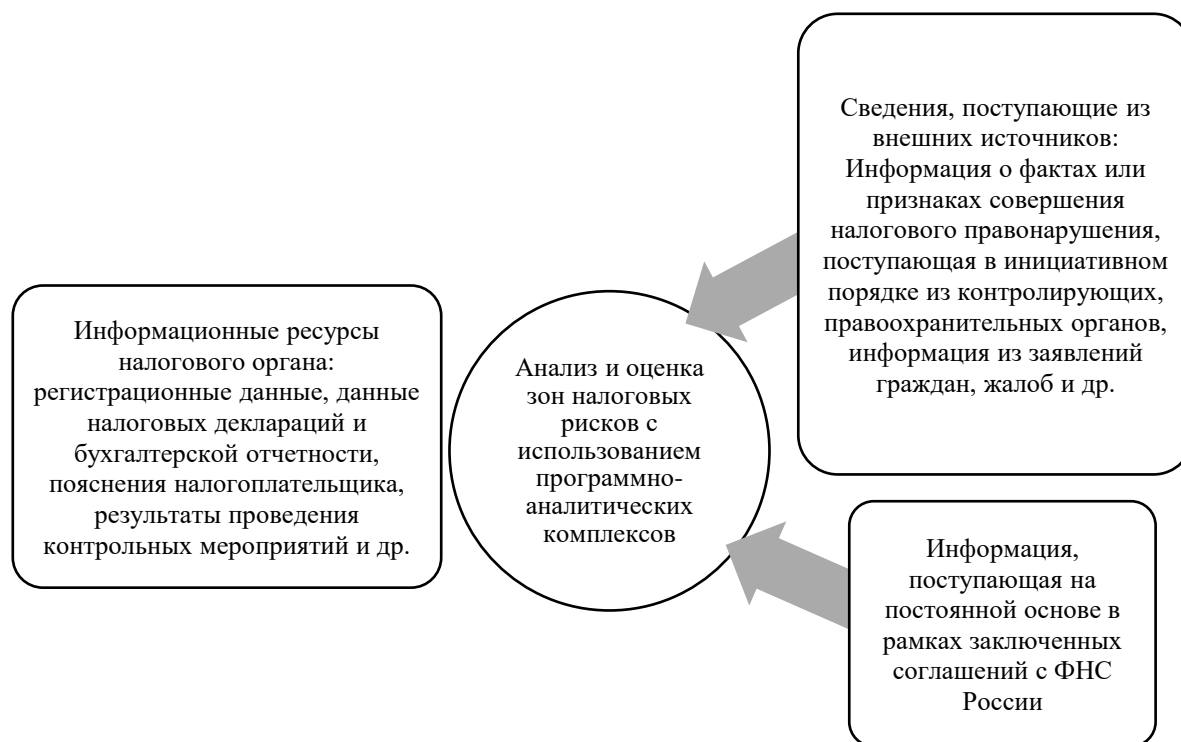 Информационные ресурсы
налогового органа:
регистрационные данные, данные
налоговых деклараций и
бухгалтерской отчетности,
пояснения налогоплательщика,
результаты проведения
контрольных мероприятий и др.
Анализ и оценка
зон налоговых
рисков с
использованием
программно-
аналитических
комплексов
Сведения, поступающие из
внешних источников:
Информация о фактах или
признаках совершения
налогового правонарушения,
поступающая в инициативном
порядке из контролирующих,
правоохранительных органов,
информация из заявлений
граждан, жалоб и др.
Информация,
поступающая на
постоянной основе в
рамках заключенных
соглашений с ФНС
России